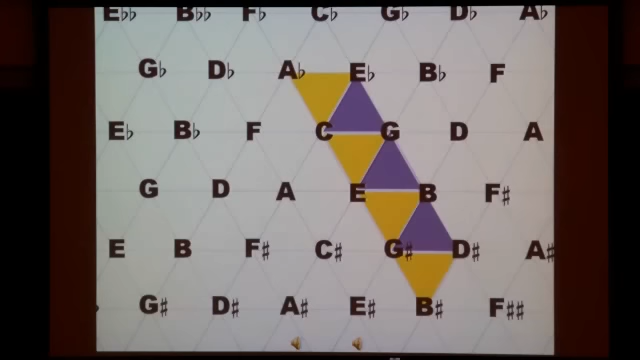 E♭♭ B♭♭ F♭ C♭ G♭ D♭ A♭
G♭ D♭ A♭ E♭ B♭ F
E♭ B♭ F C G D A
G D A E B F♯
E B F♯ C♯ G♯ D♯ A♯
G♯ D♯ A♯ E♯ B♯ F♯♯